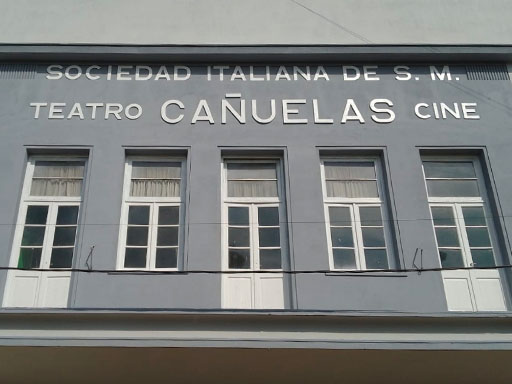 SOCIEDAD ITALIANA DE S. M.
TEATRO CAÑUELAS CINE